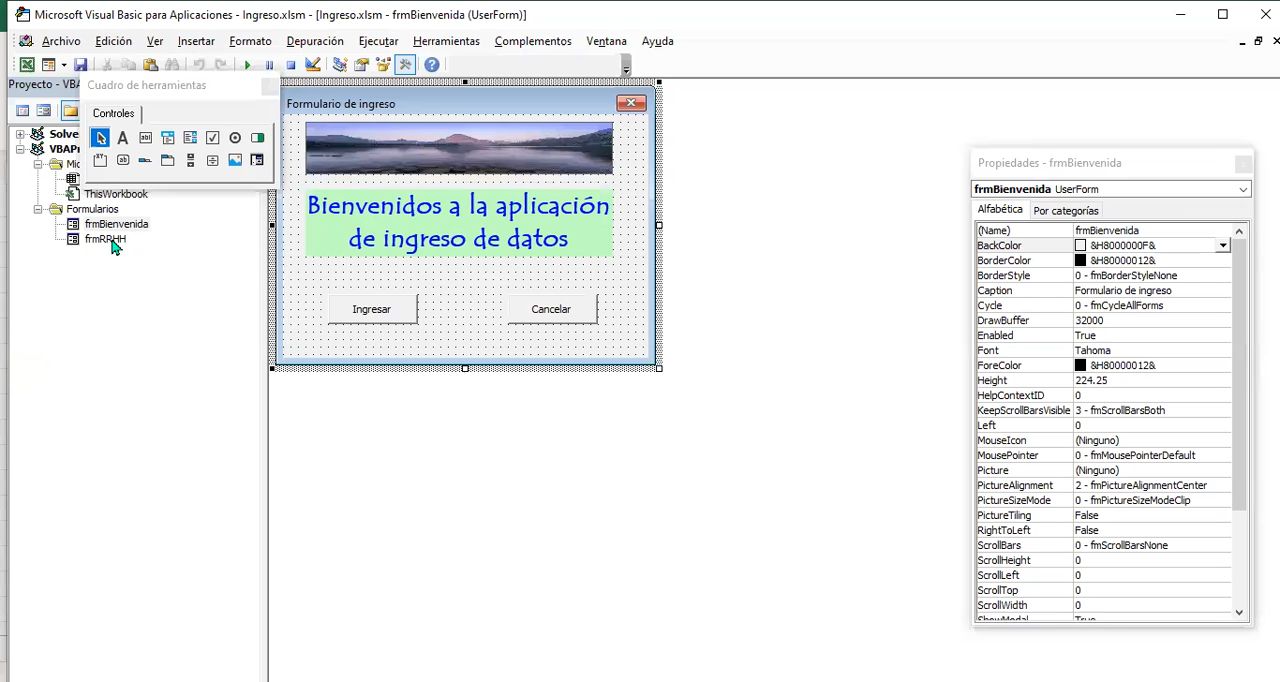 Microsoft Visual Basic para Aplicaciones - Ingreso.xlsm - [Ingreso.xlsm - frmBienvenida (UserForm)]
Archivo Edición Ver Insertar Formato Depuración Ejecutar Herramientas Complementos Ventana Ayuda
Proyecto - VBA
Cuadro de herramientas
Controles
Solve
VBAPr
Mic
ThisWorkbook
Formularios
frmBienvenida
frmRRHH
Formulario de ingreso
Bienvenidos a la aplicación
de ingreso de datos
Ingresar
Cancelar
Propiedades - frmBienvenida
frmBienvenida UserForm
Alfabética Por categorías
(Name) frmBienvenida
BackColor &H8000000F&
BorderColor &H80000012&
BorderStyle 0 - fmBorderStyleNone
Caption Formulario de ingreso
Cycle 0 - fmCycleAllForms
DrawBuffer 32000
Enabled True
Font Tahoma
ForeColor &H80000012&
Height 224.25
HelpContextID 0
KeepScrollBarsVisible 3 - fmScrollBarsBoth
Left 0
MouseIcon (Ninguno)
MousePointer 0 - fmMousePointerDefault
Picture (Ninguno)
PictureAlignment 2 - fmPictureAlignmentCenter
PictureSizeMode 0 - fmPictureSizeModeClip
PictureTiling False
RightToLeft False
ScrollBars 0 - fmScrollBarsNone
ScrollHeight 0
ScrollLeft 0
ScrollTop 0
ScrollWidth 0
ShowModal True